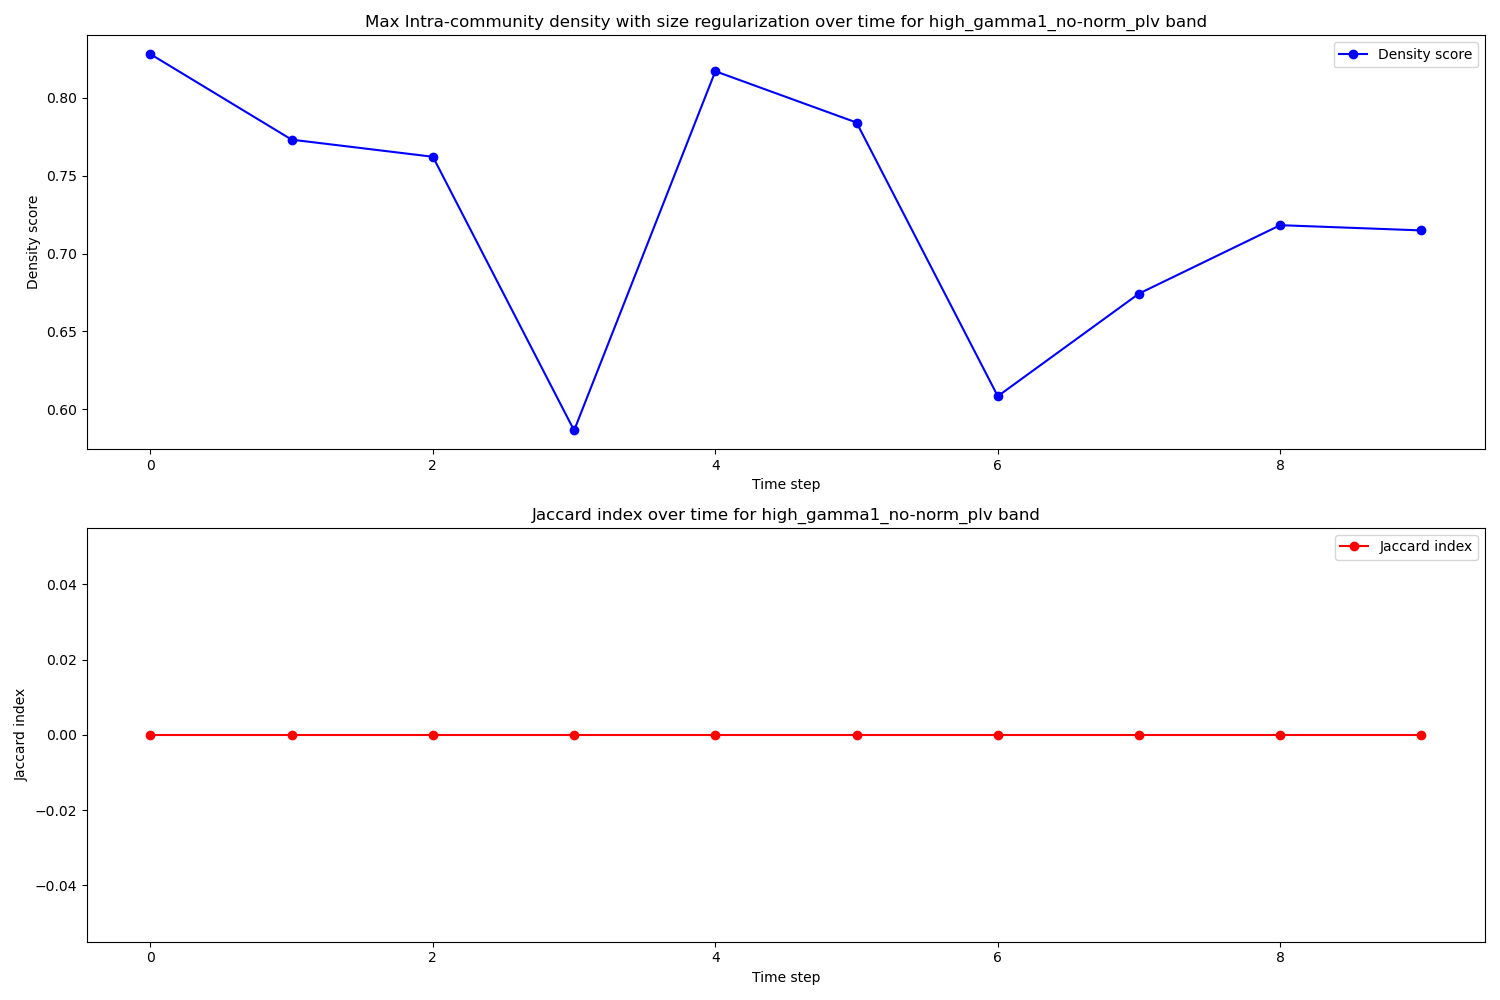 Max Intra-community density with size regularization over time for high_gamma1_no-norm_plv band
Density score
0.80
0.75
0.70
0.65
0.60
Density score
0 2 4 6 8
Time step
Jaccard index over time for high_gamma1_no-norm_plv band
Jaccard index
0.04
0.02
0.00
−0.02
−0.04
Jaccard index
0 2 4 6 8
Time step